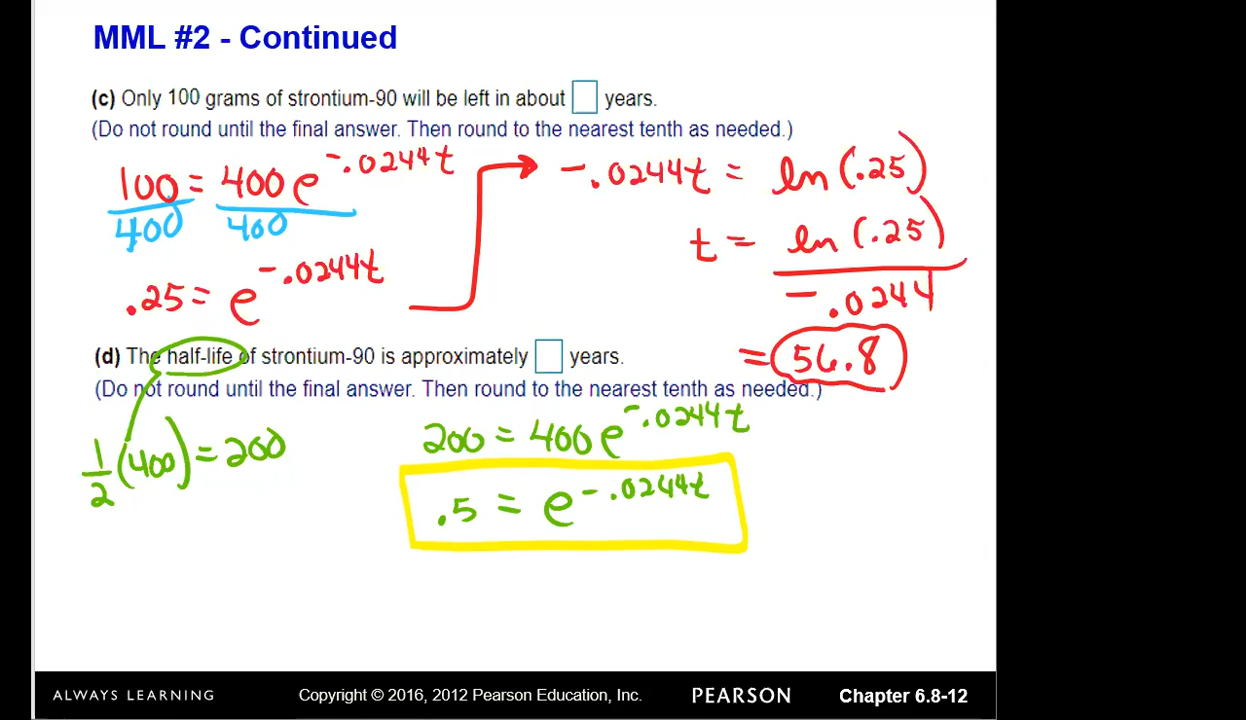 MML #2 - Continued
(c) Only 100 grams of strontium-90 will be left in about years.
(Do not round until the final answer. Then round to the nearest tenth as needed.)
100 = 400e^-.0244t
400 400
.25 = e^-.0244t
-.0244t = ln(.25)
t = ln(.25)
-.0244
= 56.8
(d) The half-life of strontium-90 is approximately years.
(Do not round until the final answer. Then round to the nearest tenth as needed.)
1/2 (400) = 200
200 = 400e^-.0244t
.5 = e^-.0244t
ALWAYS LEARNING Copyright © 2016, 2012 Pearson Education, Inc. PEARSON Chapter 6.8-12